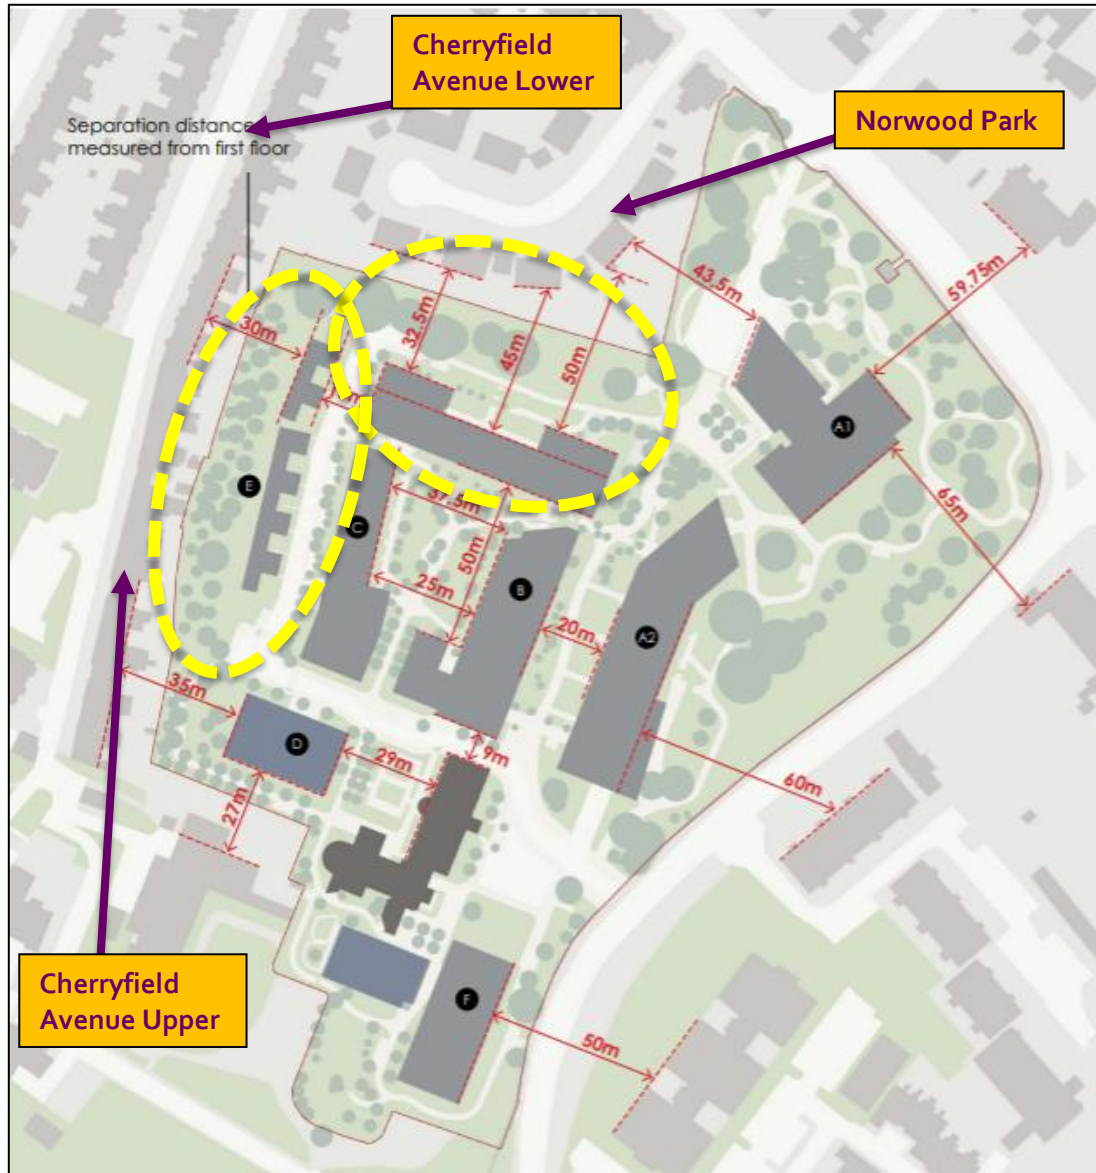 Cherryfield
Avenue Lower
Norwood Park
Separation distance
measured from first floor
43.5m
59.75m
32.5m
30m
45m
50m
A1
E
37.5m
65m
C
50m
25m
B
20m
A2
35m
D
9m
29m
60m
27m
Cherryfield
Avenue Upper
F
50m